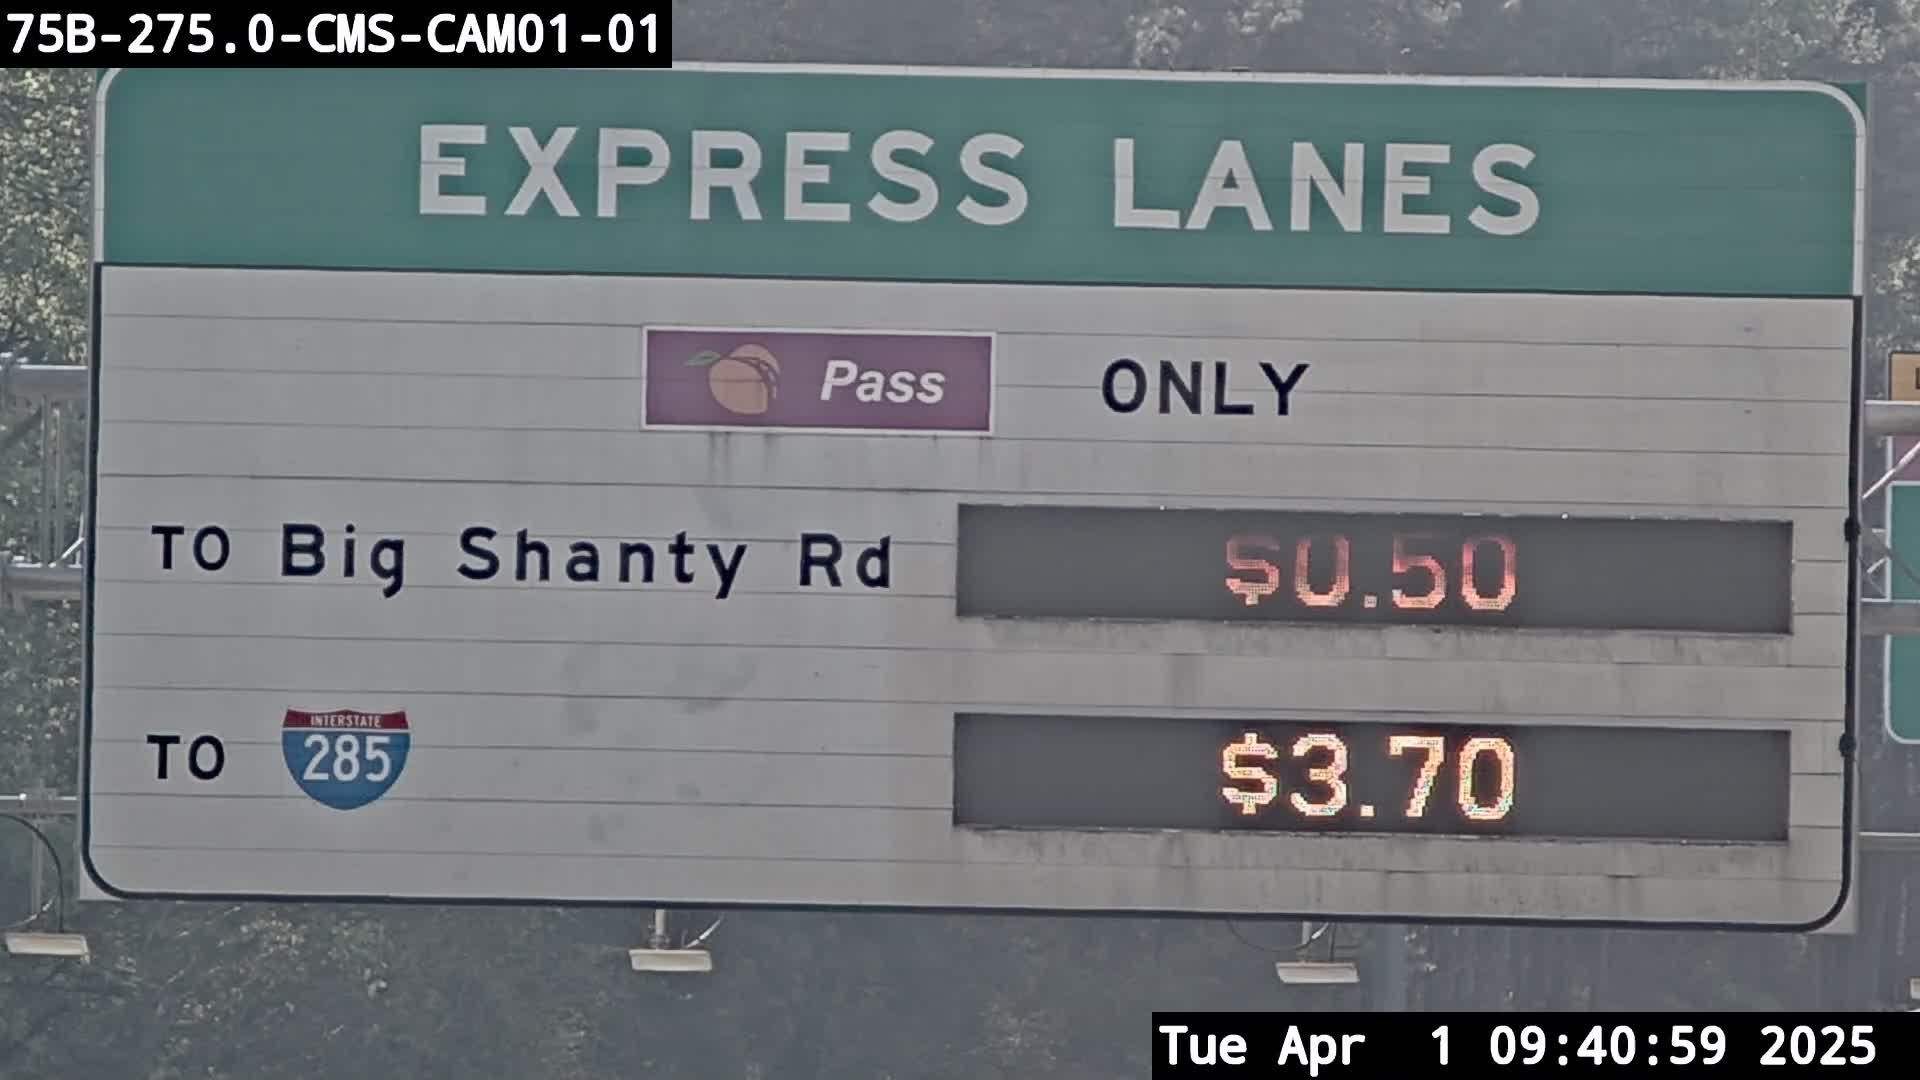 75B-275.0-CMS-CAM01-01
EXPRESS LANES
Pass ONLY
TO Big Shanty Rd $0.50
TO INTERSTATE 285 $3.70
Tue Apr 1 09:40:59 2025